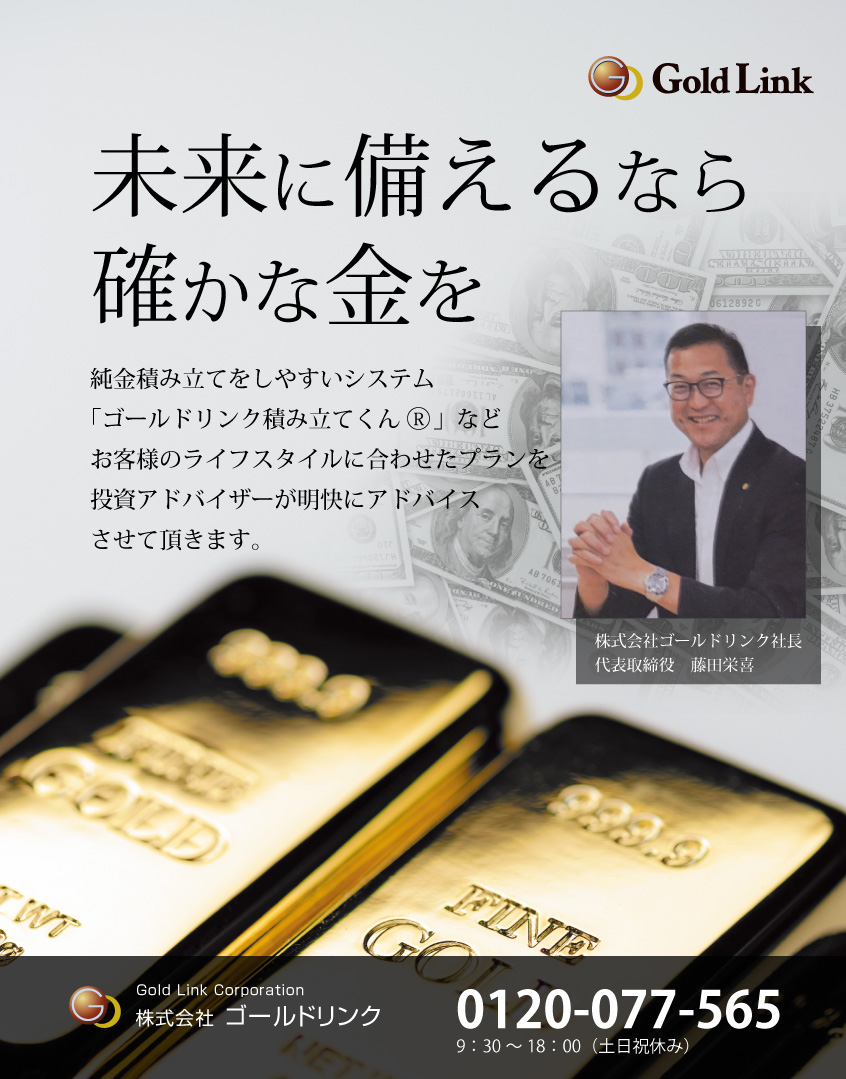 Gold Link
未来に備えるなら
確かな金を
純金積み立てをしやすいシステム
「ゴールドリンク積み立てくん®」など
お客様のライフスタイルに合わせたプランを
投資アドバイザーが明快にアドバイス
させて頂きます。
株式会社ゴールドリンク社長
代表取締役　藤田栄喜
999.9
FINE
GOLD
T WT
999.9
FINE
GOLD
NET WT
Gold Link Corporation
株式会社 ゴールドリンク
0120-077-565
9：30～18：00（土日祝休み）